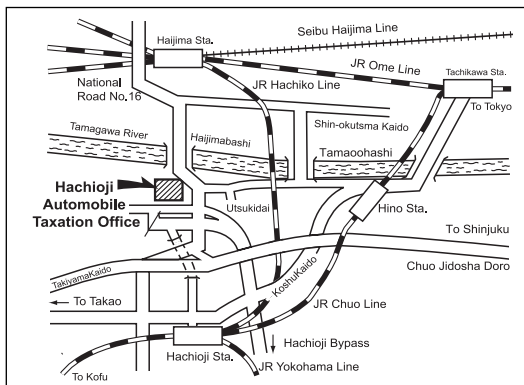 Seibu Haijima Line
Haijima Sta.
JR Ome Line
Tachikawa Sta.
National
Road No.16
JR Hachiko Line
To Tokyo
Shin-okutsma Kaido
Tamagawa River
Haijimabashi
Tamaoohashi
Hachioji
Automobile
Taxation Office
Utsukidai
Hino Sta.
To Shinjuku
TakiyamaKaido
KoshuKaido
Chuo Jidosha Doro
← To Takao
JR Chuo Line
Hachioji Sta.
↓ Hachioji Bypass
To Kofu
JR Yokohama Line